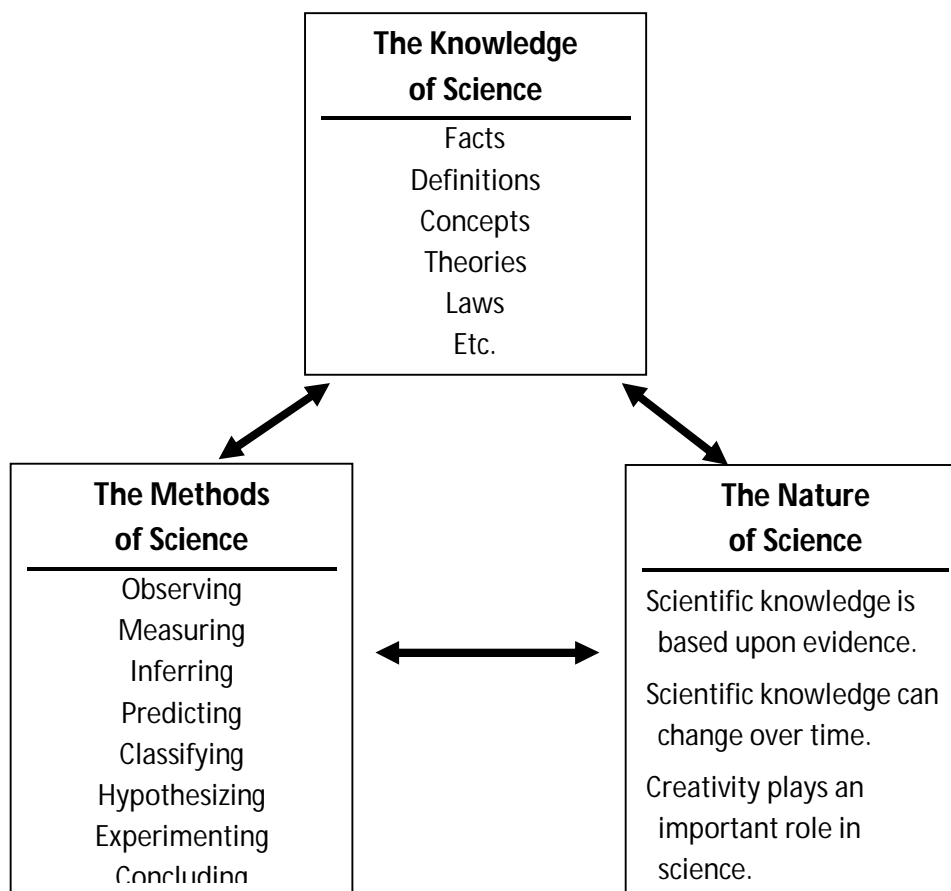 The Knowledge
of Science
Facts
Definitions
Concepts
Theories
Laws
Etc.
The Methods
of Science
Observing
Measuring
Inferring
Predicting
Classifying
Hypothesizing
Experimenting
Concluding
The Nature
of Science
Scientific knowledge is
based upon evidence.
Scientific knowledge can
change over time.
Creativity plays an
important role in
science.